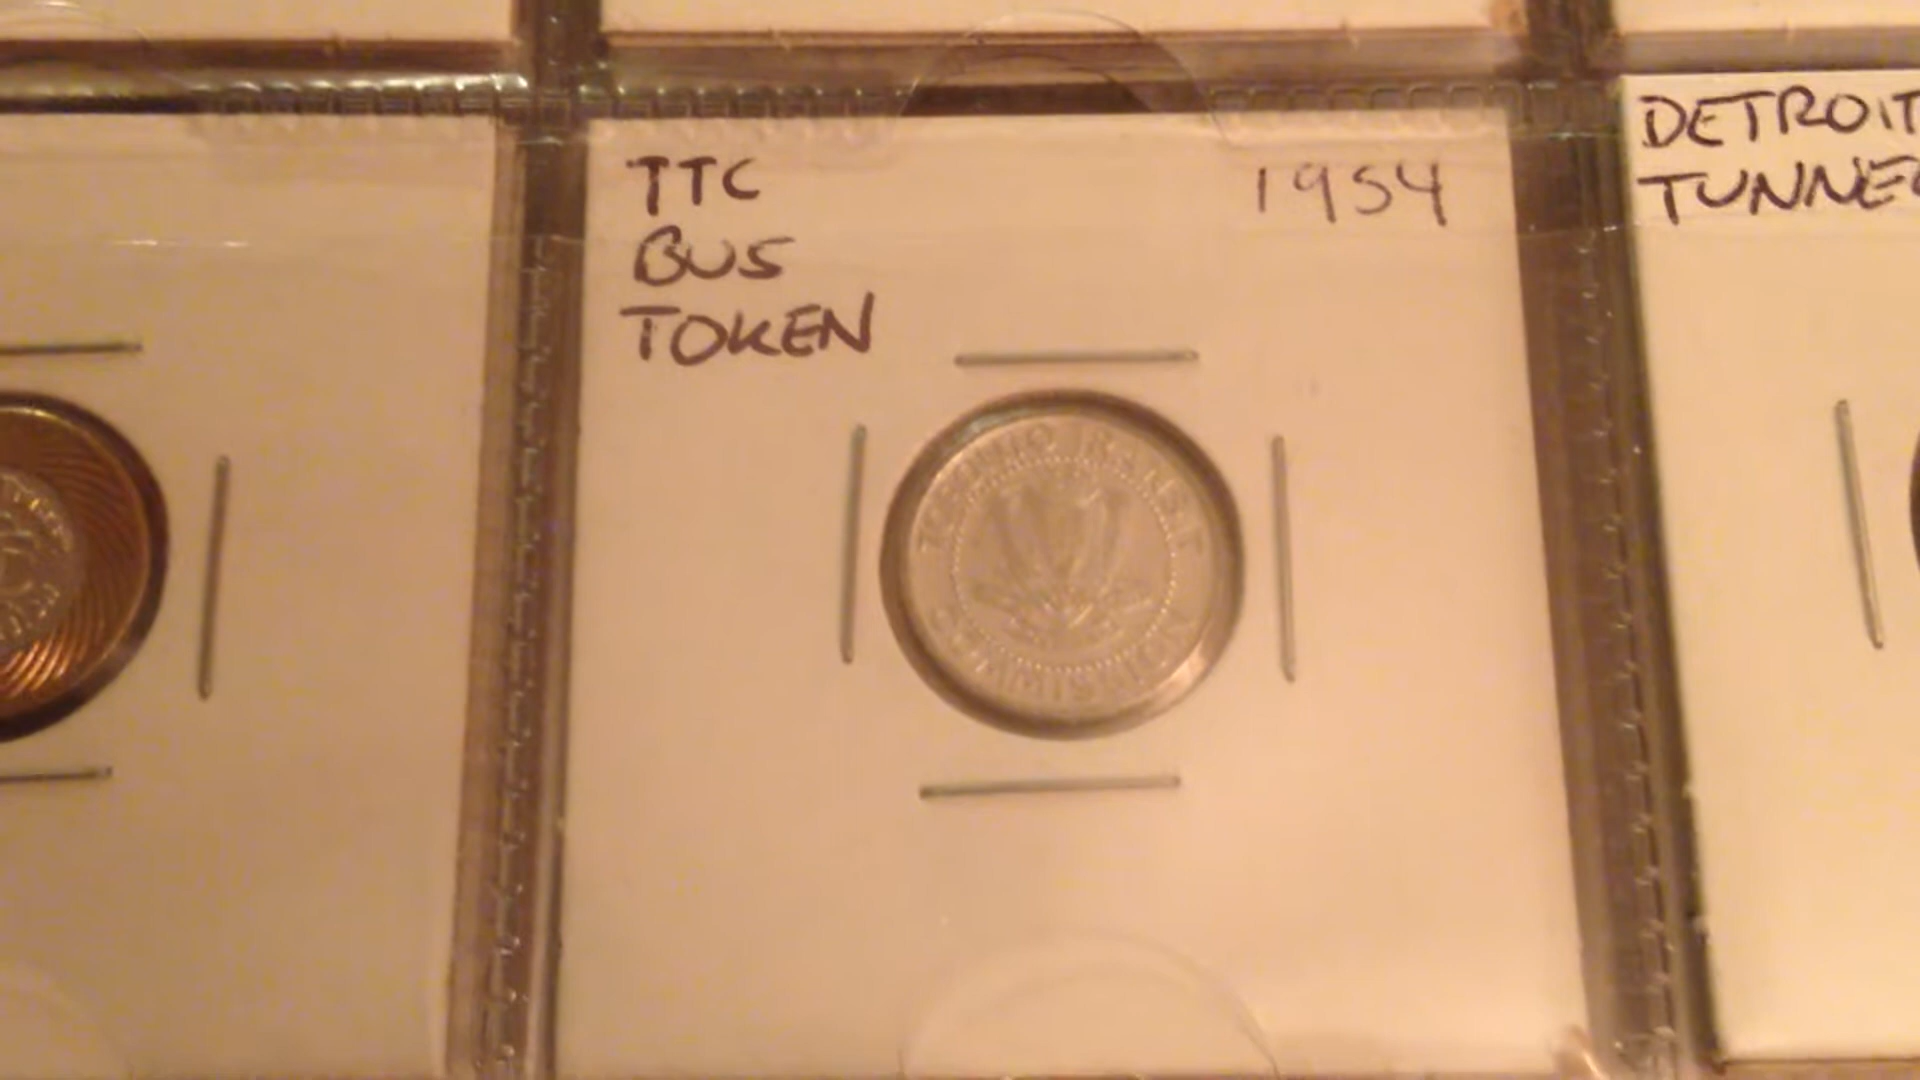 TTC
BUS
TOKEN
1954
DETROIT
TUNNEL
TORONTO TRANSIT
COMMISSION